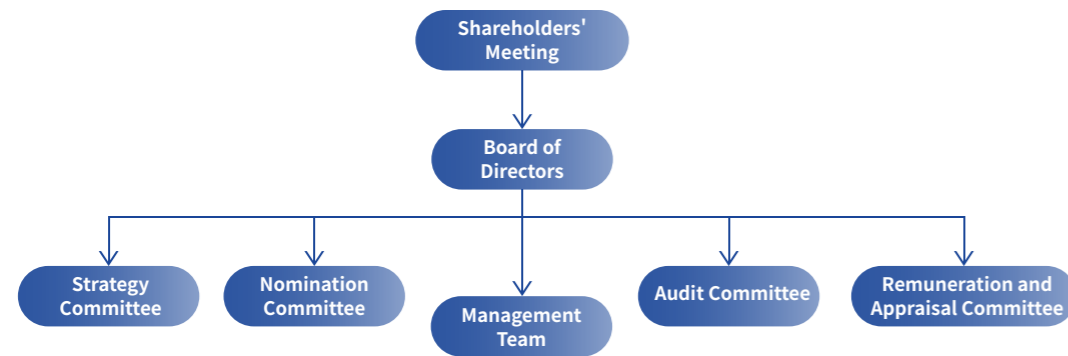 Shareholders'
Meeting
Board of
Directors
Strategy
Committee
Nomination
Committee
Management
Team
Audit Committee
Remuneration and
Appraisal Committee